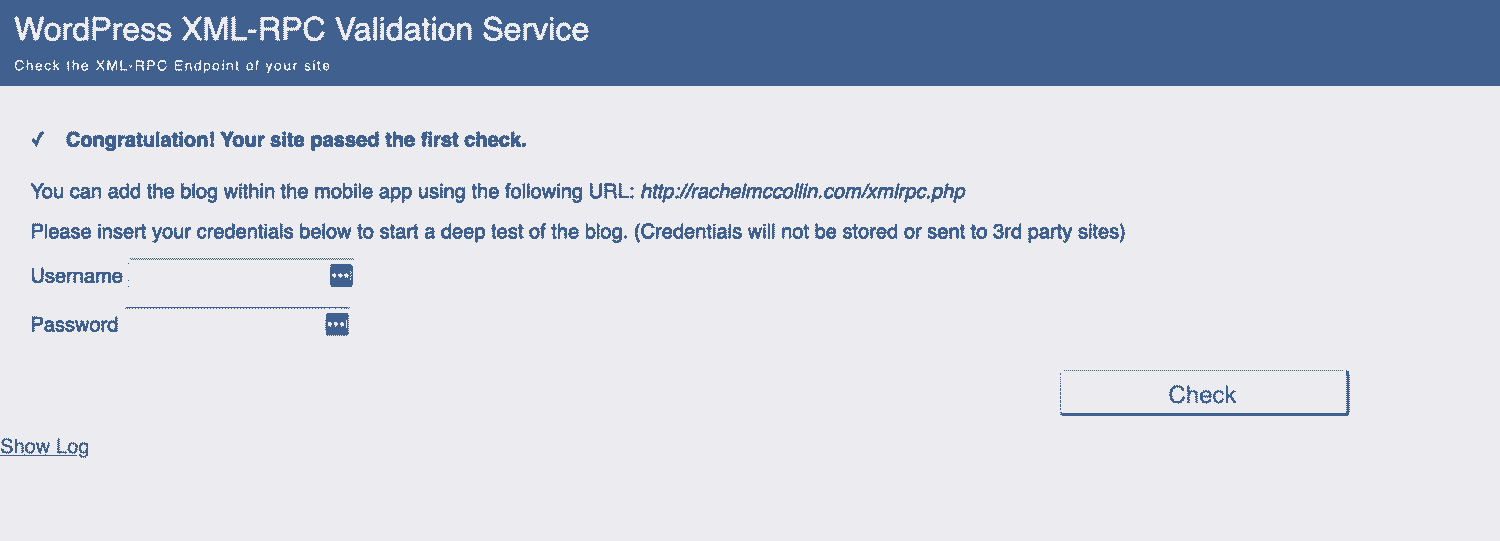 WordPress XML-RPC Validation Service
Check the XML-RPC Endpoint of your site
✓ Congratulation! Your site passed the first check.
You can add the blog within the mobile app using the following URL: http://rachelmccollin.com/xmlrpc.php
Please insert your credentials below to start a deep test of the blog. (Credentials will not be stored or sent to 3rd party sites)
Username
Password
Check
Show Log